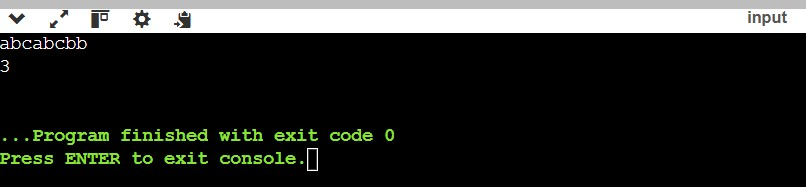 input
abcabcbb
3
...Program finished with exit code 0
Press ENTER to exit console.